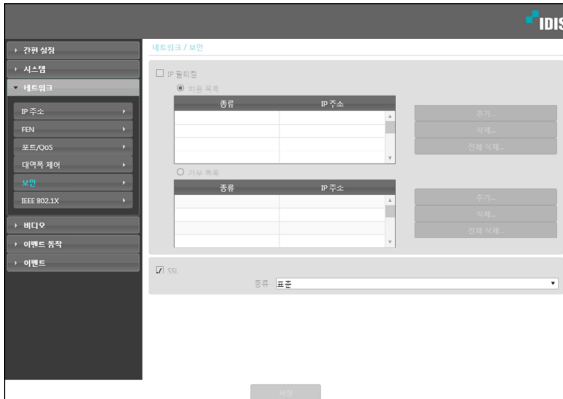 IDIS
간편 설정
시스템
네트워크
IP 주소
FEN
포트/QoS
대역폭 제어
보안
IEEE 802.1X
비디오
이벤트 동작
이벤트
네트워크 / 보안
IP 필터링
허용 목록
종류 IP 주소
추가...
삭제...
전체 삭제...
거부 목록
종류 IP 주소
추가...
삭제...
전체 삭제...
SSL
종류 표준
저장